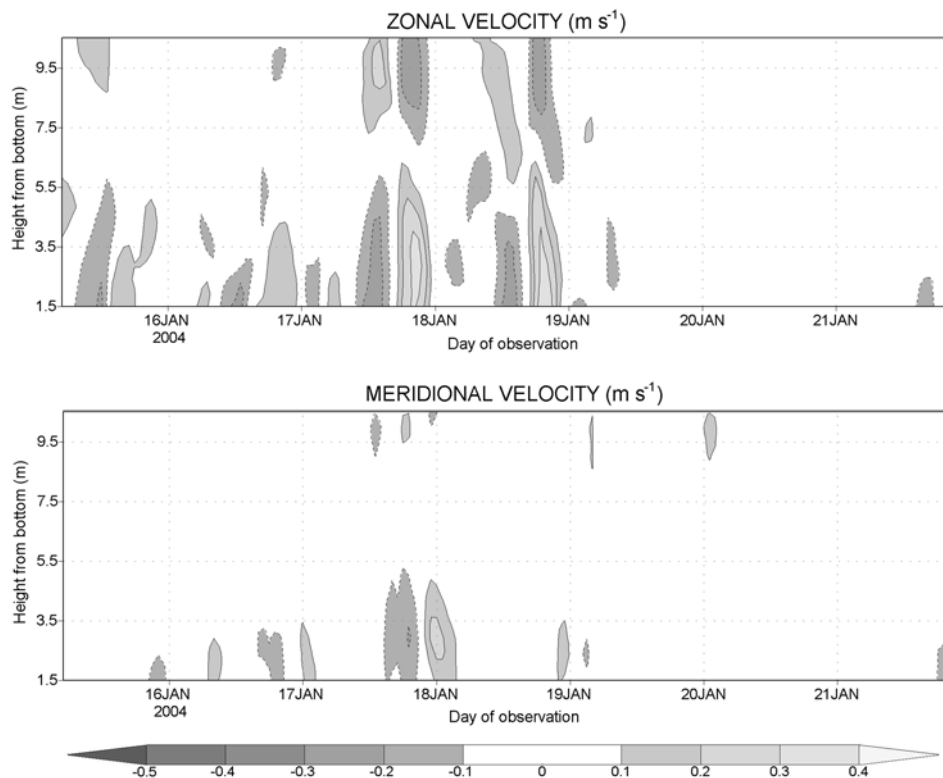 ZONAL VELOCITY (m s⁻¹)
Height from bottom (m)
9.5
7.5
5.5
3.5
1.5
16JAN 17JAN 18JAN 19JAN 20JAN 21JAN
2004
Day of observation
MERIDIONAL VELOCITY (m s⁻¹)
Height from bottom (m)
9.5
7.5
5.5
3.5
1.5
16JAN 17JAN 18JAN 19JAN 20JAN 21JAN
2004
Day of observation
-0.5 -0.4 -0.3 -0.2 -0.1 0 0.1 0.2 0.3 0.4